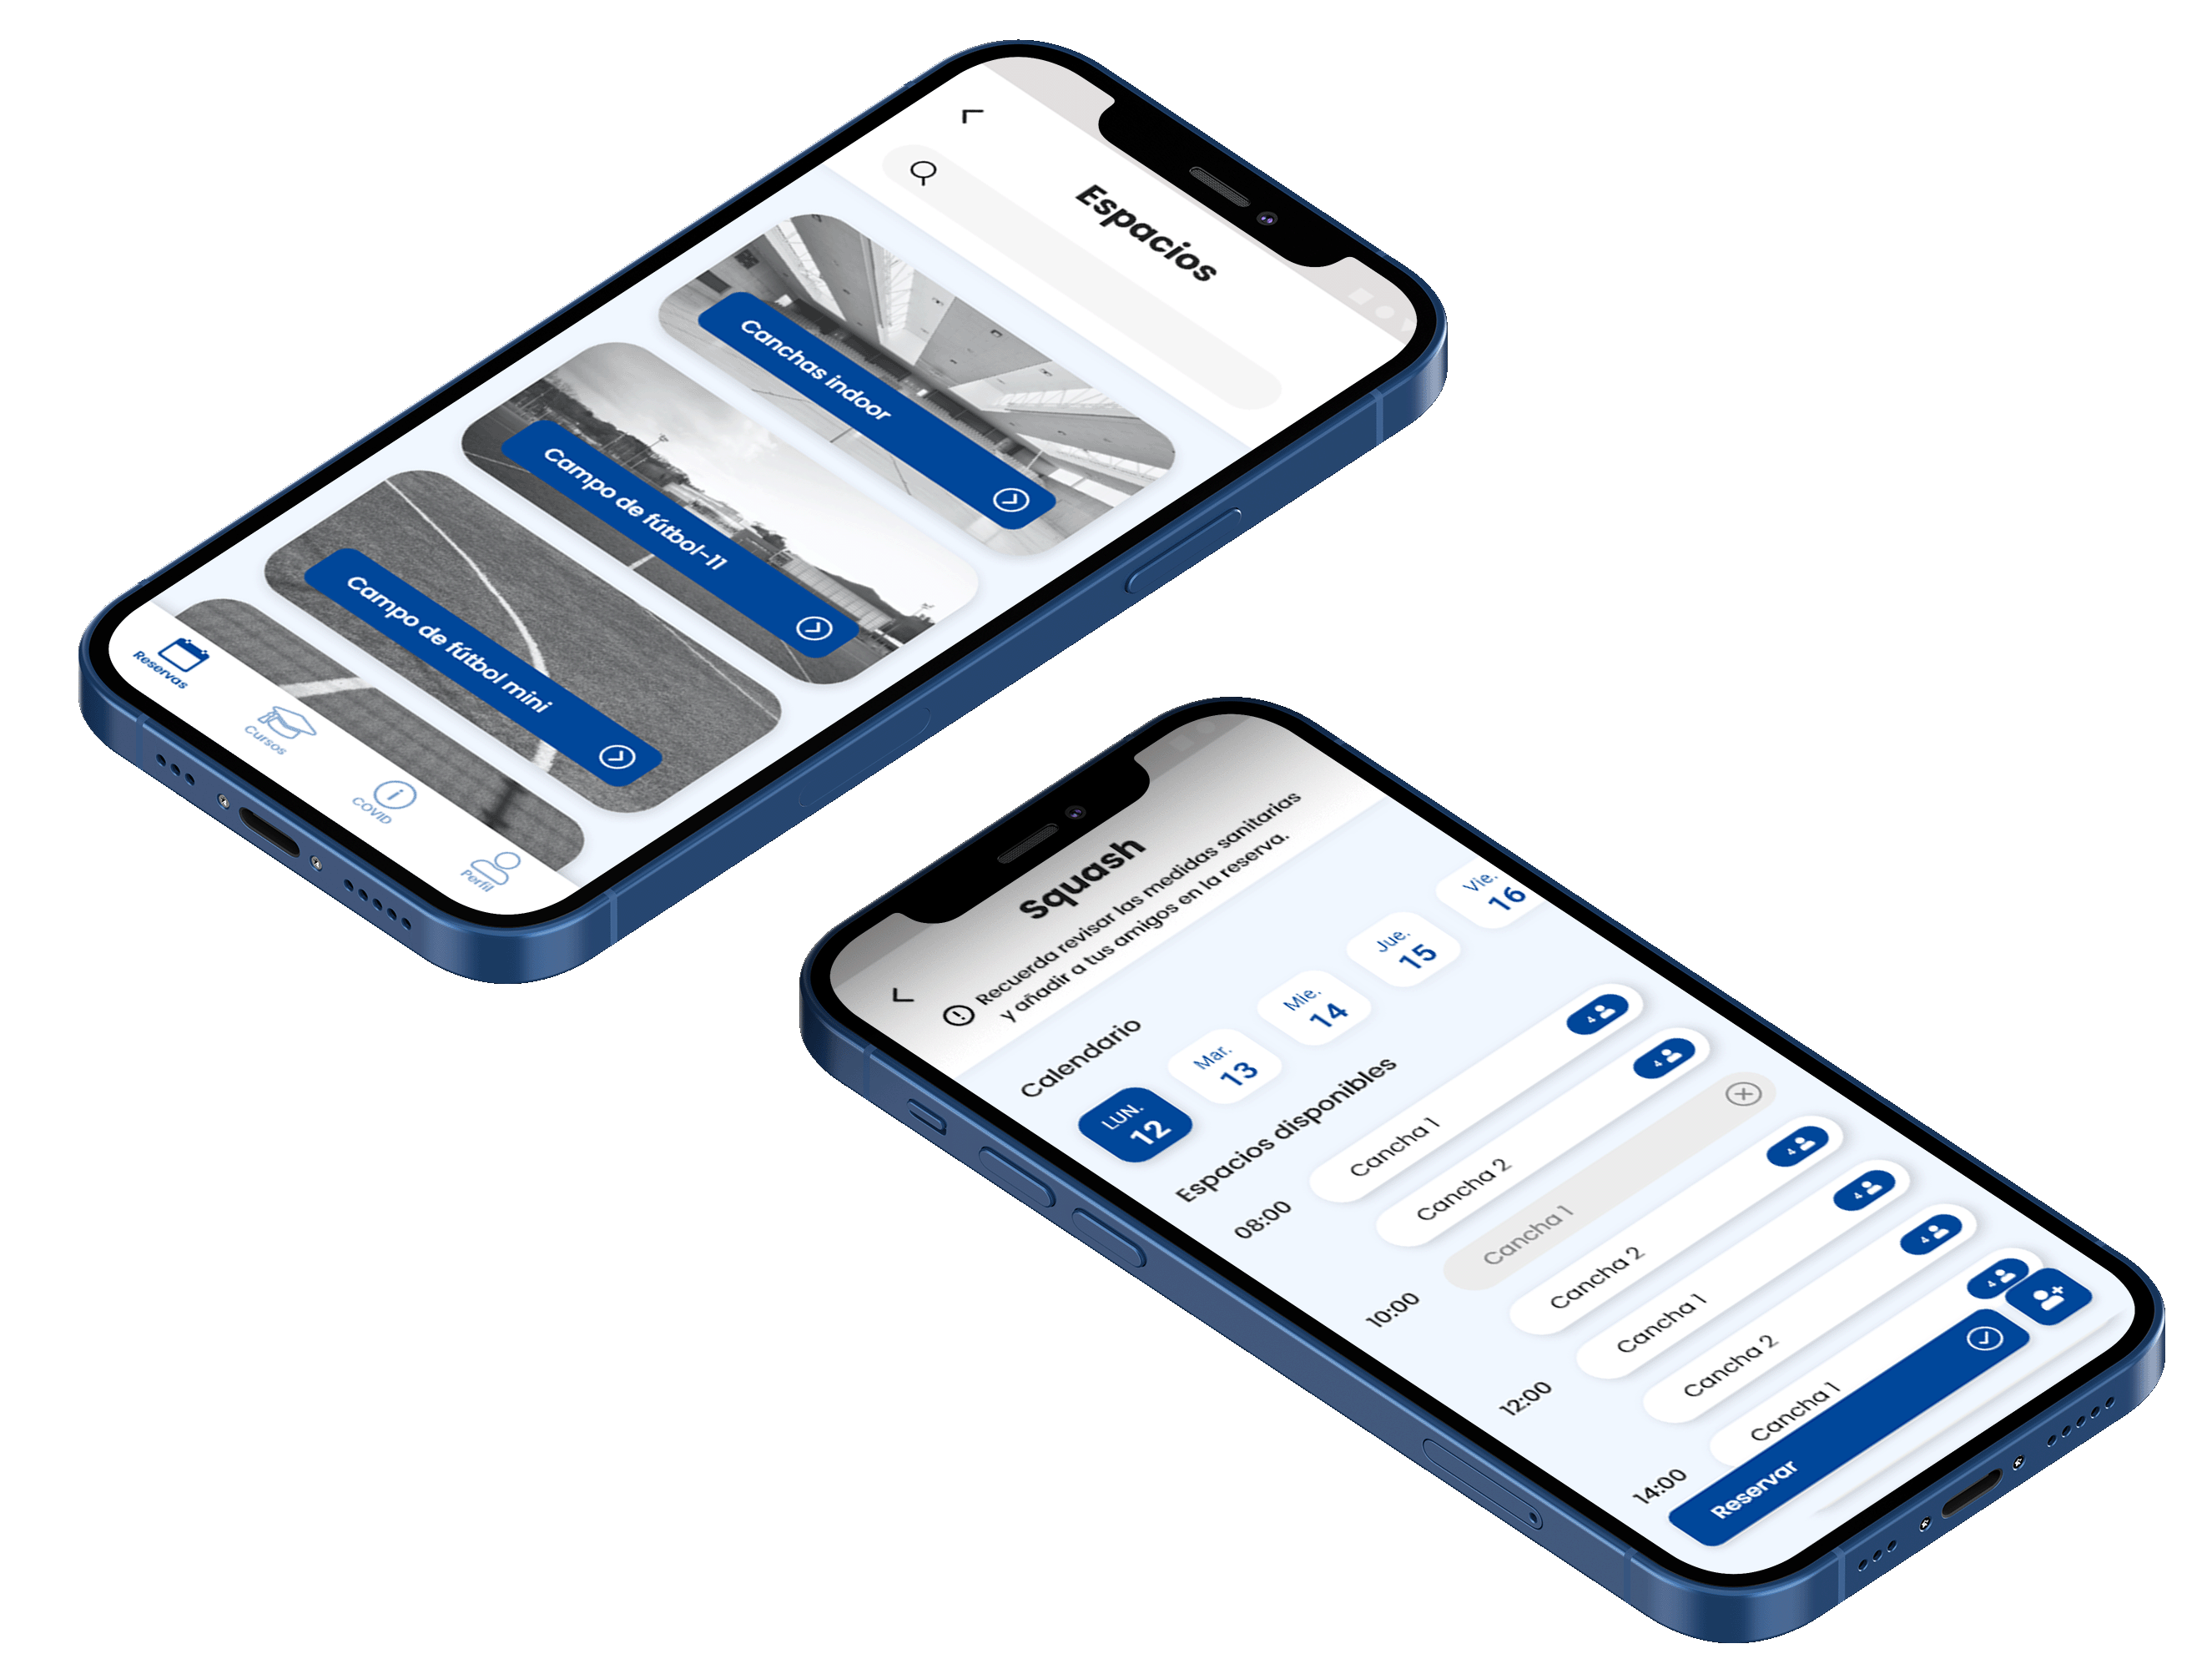 Espacios
Canchas indoor
Campo de fútbol-11
Campo de fútbol mini
Reservas
Cursos
COVID
Perfil
Squash
Recuerda revisar las medidas sanitarias
y añadir a tus amigos en la reserva.
Calendario
LUN.
12
Mar.
13
Mie.
14
Jue.
15
Vie.
16
Espacios disponibles
08:00
Cancha 1
4
Cancha 2
4
10:00
Cancha 1
Cancha 2
4
12:00
Cancha 1
4
Cancha 2
4
14:00
Cancha 1
4
Reservar